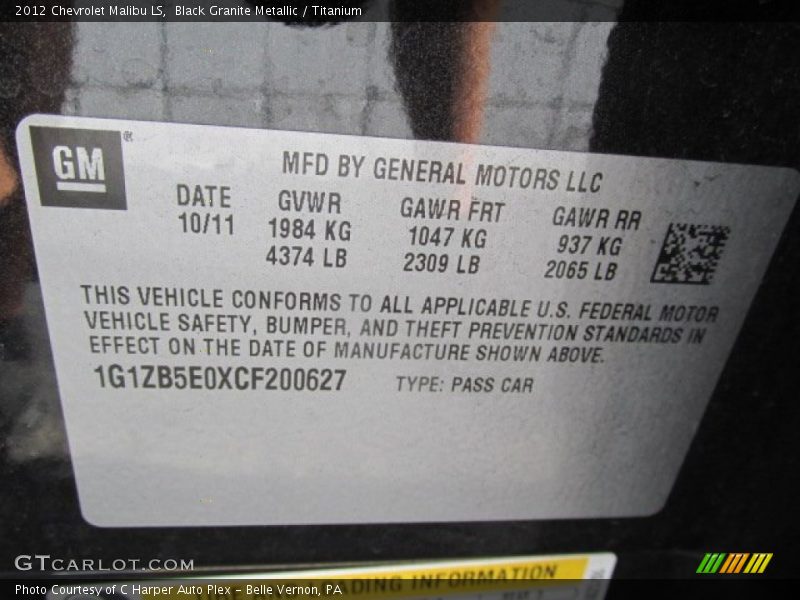 2012 Chevrolet Malibu LS, Black Granite Metallic / Titanium
GM ®
MFD BY GENERAL MOTORS LLC
DATE GVWR GAWR FRT GAWR RR
10/11 1984 KG 1047 KG 937 KG
4374 LB 2309 LB 2065 LB
THIS VEHICLE CONFORMS TO ALL APPLICABLE U.S. FEDERAL MOTOR
VEHICLE SAFETY, BUMPER, AND THEFT PREVENTION STANDARDS IN
EFFECT ON THE DATE OF MANUFACTURE SHOWN ABOVE.
1G1ZB5E0XCF200627 TYPE: PASS CAR
GTCARLOT.COM
LOADING INFORMATION
Photo Courtesy of C Harper Auto Plex - Belle Vernon, PA